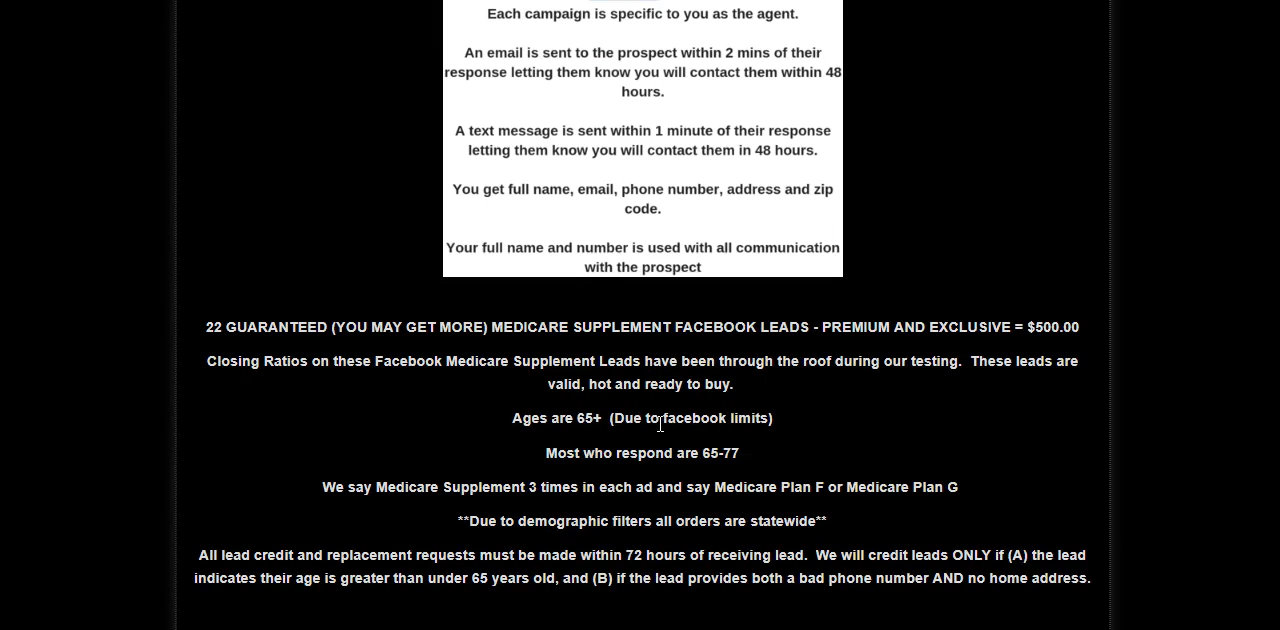 Each campaign is specific to you as the agent.
An email is sent to the prospect within 2 mins of their
response letting them know you will contact them within 48
hours.
A text message is sent within 1 minute of their response
letting them know you will contact them in 48 hours.
You get full name, email, phone number, address and zip
code.
Your full name and number is used with all communication
with the prospect
22 GUARANTEED (YOU MAY GET MORE) MEDICARE SUPPLEMENT FACEBOOK LEADS - PREMIUM AND EXCLUSIVE = $500.00
Closing Ratios on these Facebook Medicare Supplement Leads have been through the roof during our testing.  These leads are
valid, hot and ready to buy.
Ages are 65+  (Due to facebook limits)
Most who respond are 65-77
We say Medicare Supplement 3 times in each ad and say Medicare Plan F or Medicare Plan G
**Due to demographic filters all orders are statewide**
All lead credit and replacement requests must be made within 72 hours of receiving lead.  We will credit leads ONLY if (A) the lead
indicates their age is greater than under 65 years old, and (B) if the lead provides both a bad phone number AND no home address.